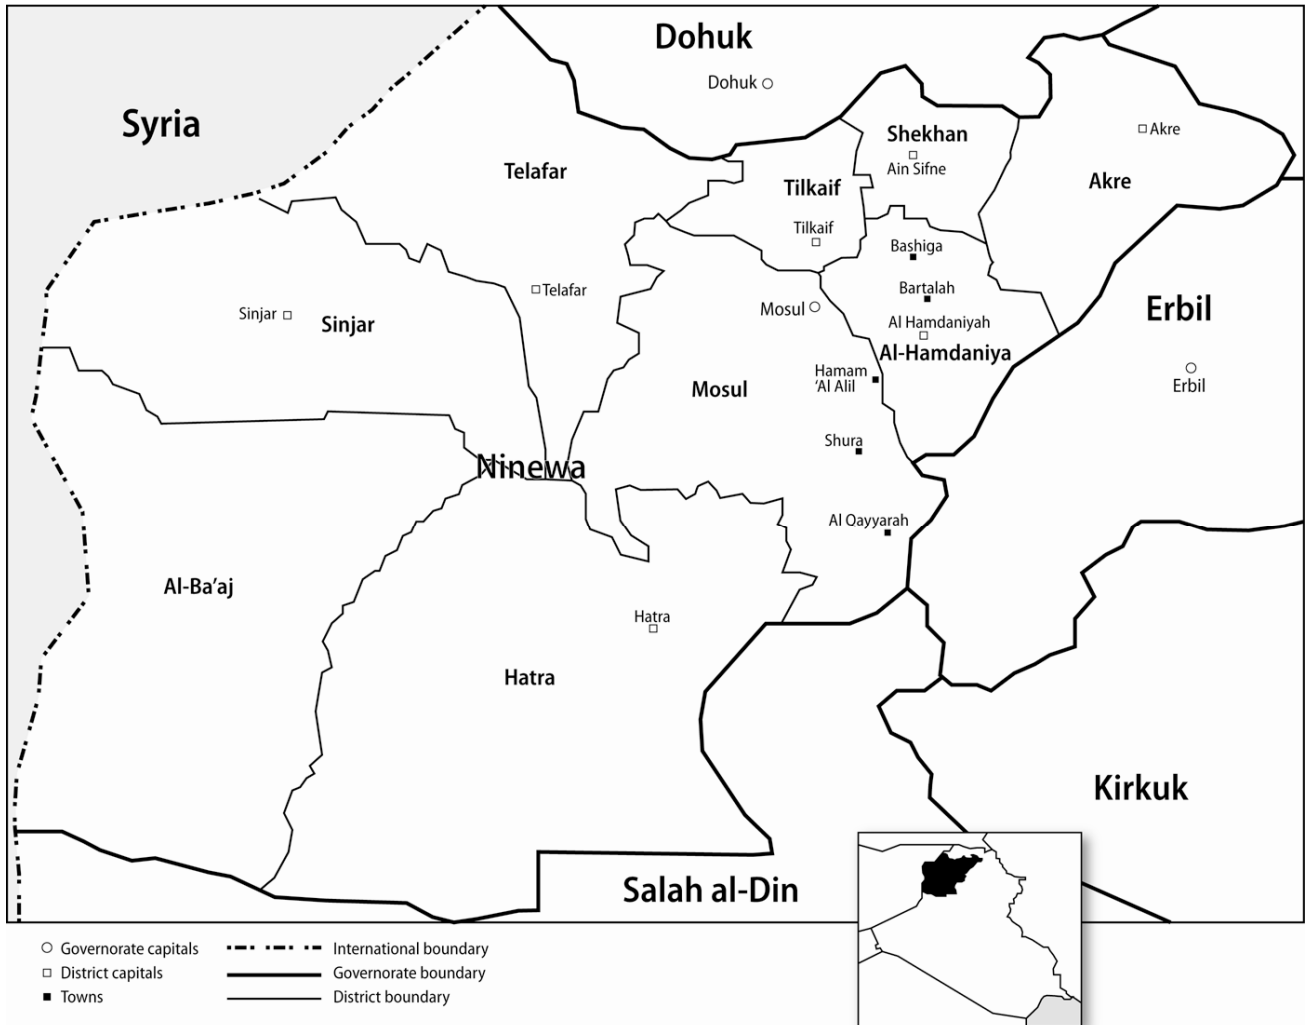 Dohuk
Dohuk
Syria
Shekhan
Akre
Ain Sifne
Telafar
Tilkaif
Akre
Tilkaif
Bashiga
Telafar
Bartalah
Sinjar
Sinjar
Mosul
Erbil
Al Hamdaniyah
Al-Hamdaniya
Hamam
‘Al Alil
Mosul
Erbil
Shura
Ninewa
Al Qayyarah
Al-Ba’aj
Hatra
Hatra
Kirkuk
Salah al-Din
Governorate capitals
District capitals
Towns
International boundary
Governorate boundary
District boundary